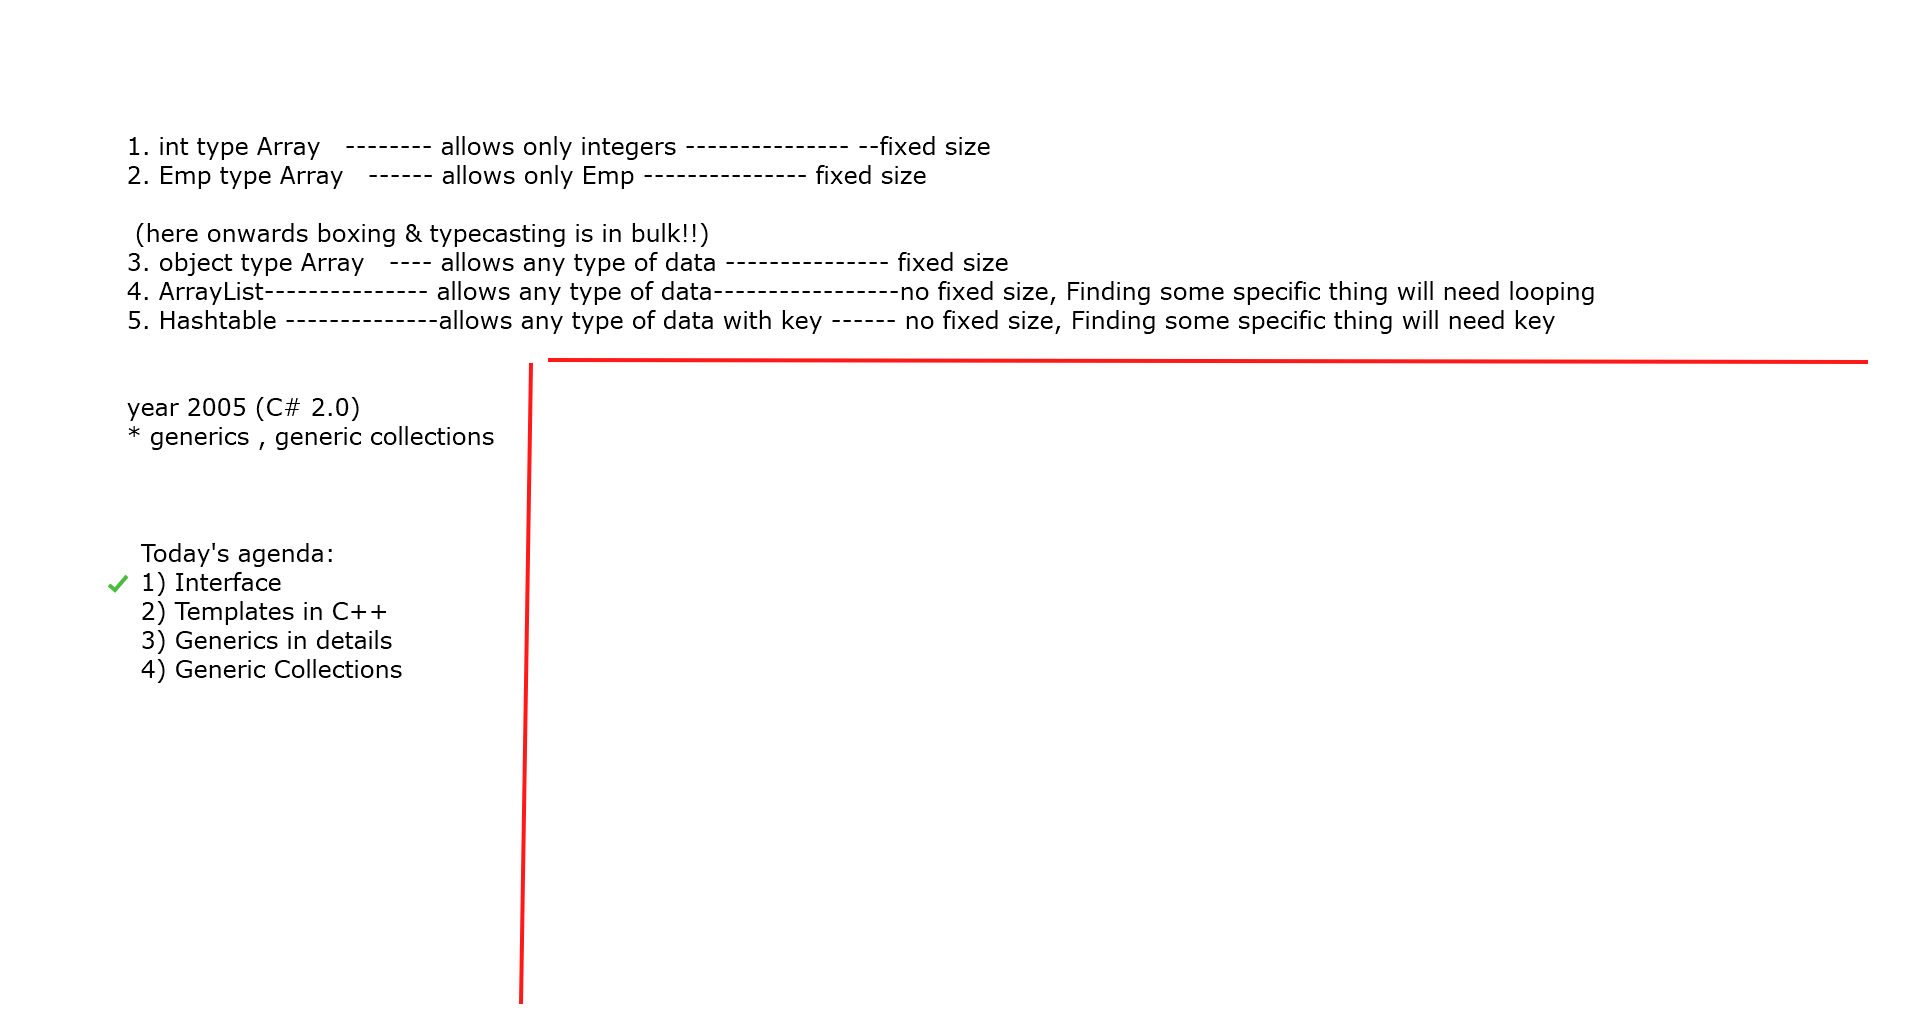 1. int type Array   -------- allows only integers --------------- --fixed size
2. Emp type Array   ------ allows only Emp --------------- fixed size
(here onwards boxing & typecasting is in bulk!!)
3. object type Array   ---- allows any type of data --------------- fixed size
4. ArrayList--------------- allows any type of data-----------------no fixed size, Finding some specific thing will need looping
5. Hashtable --------------allows any type of data with key ------ no fixed size, Finding some specific thing will need key
year 2005 (C# 2.0)
* generics , generic collections
Today's agenda:
1) Interface
2) Templates in C++
3) Generics in details
4) Generic Collections